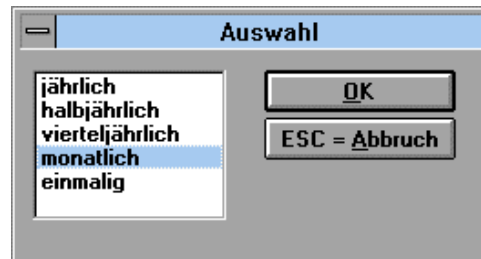 Auswahl
jährlich
halbjährlich
vierteljährlich
monatlich
einmalig
OK
ESC = Abbruch